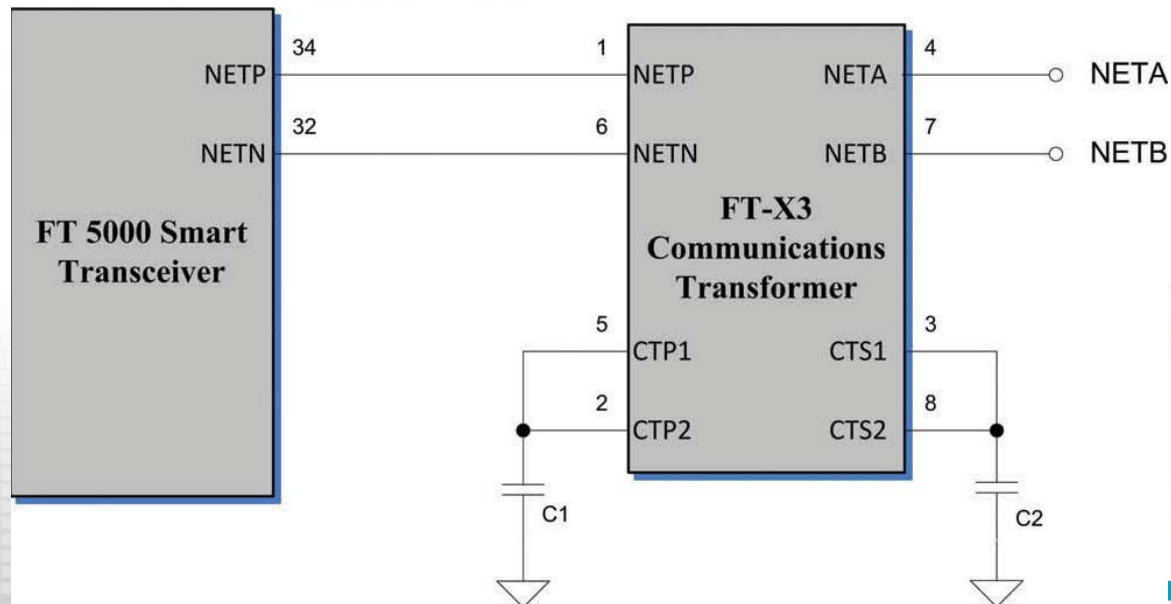 34
NETP
32
NETN
FT 5000 Smart
Transceiver
1
NETP
6
NETN
NETA
4
NETA
NETB
7
NETB
FT-X3
Communications
Transformer
5
CTP1
2
CTP2
CTS1
3
CTS2
8
C1
C2